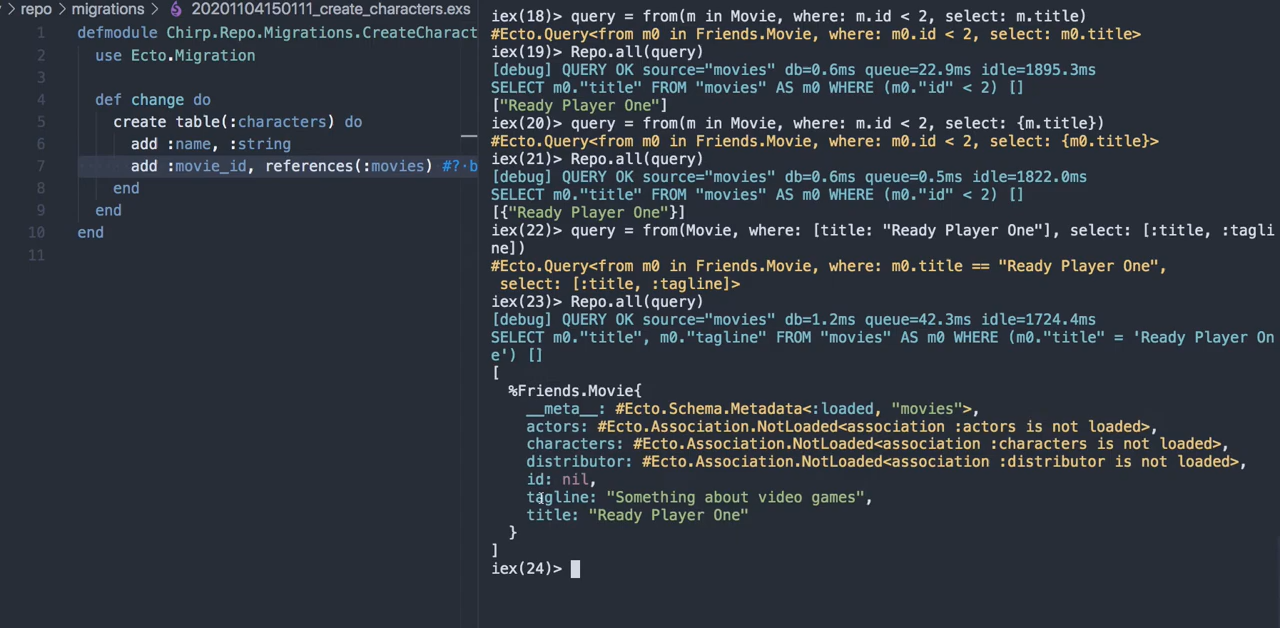 repo > migrations > 20201104150111_create_characters.exs
1 defmodule Chirp.Repo.Migrations.CreateCharact
2 use Ecto.Migration
3
4 def change do
5 create table(:characters) do
6 add :name, :string
7 add :movie_id, references(:movies) #?·b
8 end
9 end
10 end
11
iex(18)> query = from(m in Movie, where: m.id < 2, select: m.title)
#Ecto.Query<from m0 in Friends.Movie, where: m0.id < 2, select: m0.title>
iex(19)> Repo.all(query)
[debug] QUERY OK source="movies" db=0.6ms queue=22.9ms idle=1895.3ms
SELECT m0."title" FROM "movies" AS m0 WHERE (m0."id" < 2) []
["Ready Player One"]
iex(20)> query = from(m in Movie, where: m.id < 2, select: {m.title})
#Ecto.Query<from m0 in Friends.Movie, where: m0.id < 2, select: {m0.title}>
iex(21)> Repo.all(query)
[debug] QUERY OK source="movies" db=0.6ms queue=0.5ms idle=1822.0ms
SELECT m0."title" FROM "movies" AS m0 WHERE (m0."id" < 2) []
[{"Ready Player One"}]
iex(22)> query = from(Movie, where: [title: "Ready Player One"], select: [:title, :tagli
ne])
#Ecto.Query<from m0 in Friends.Movie, where: m0.title == "Ready Player One",
select: [:title, :tagline]>
iex(23)> Repo.all(query)
[debug] QUERY OK source="movies" db=1.2ms queue=42.3ms idle=1724.4ms
SELECT m0."title", m0."tagline" FROM "movies" AS m0 WHERE (m0."title" = 'Ready Player On
e') []
[
%Friends.Movie{
__meta__: #Ecto.Schema.Metadata<:loaded, "movies">,
actors: #Ecto.Association.NotLoaded<association :actors is not loaded>,
characters: #Ecto.Association.NotLoaded<association :characters is not loaded>,
distributor: #Ecto.Association.NotLoaded<association :distributor is not loaded>,
id: nil,
tagline: "Something about video games",
title: "Ready Player One"
}
]
iex(24)>